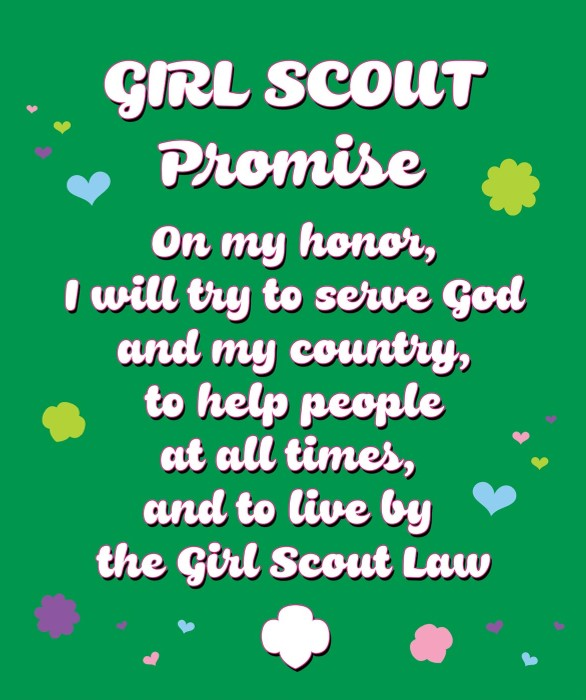 GIRL SCOUT
Promise
On my honor,
I will try to serve God
and my country,
to help people
at all times,
and to live by
the Girl Scout Law